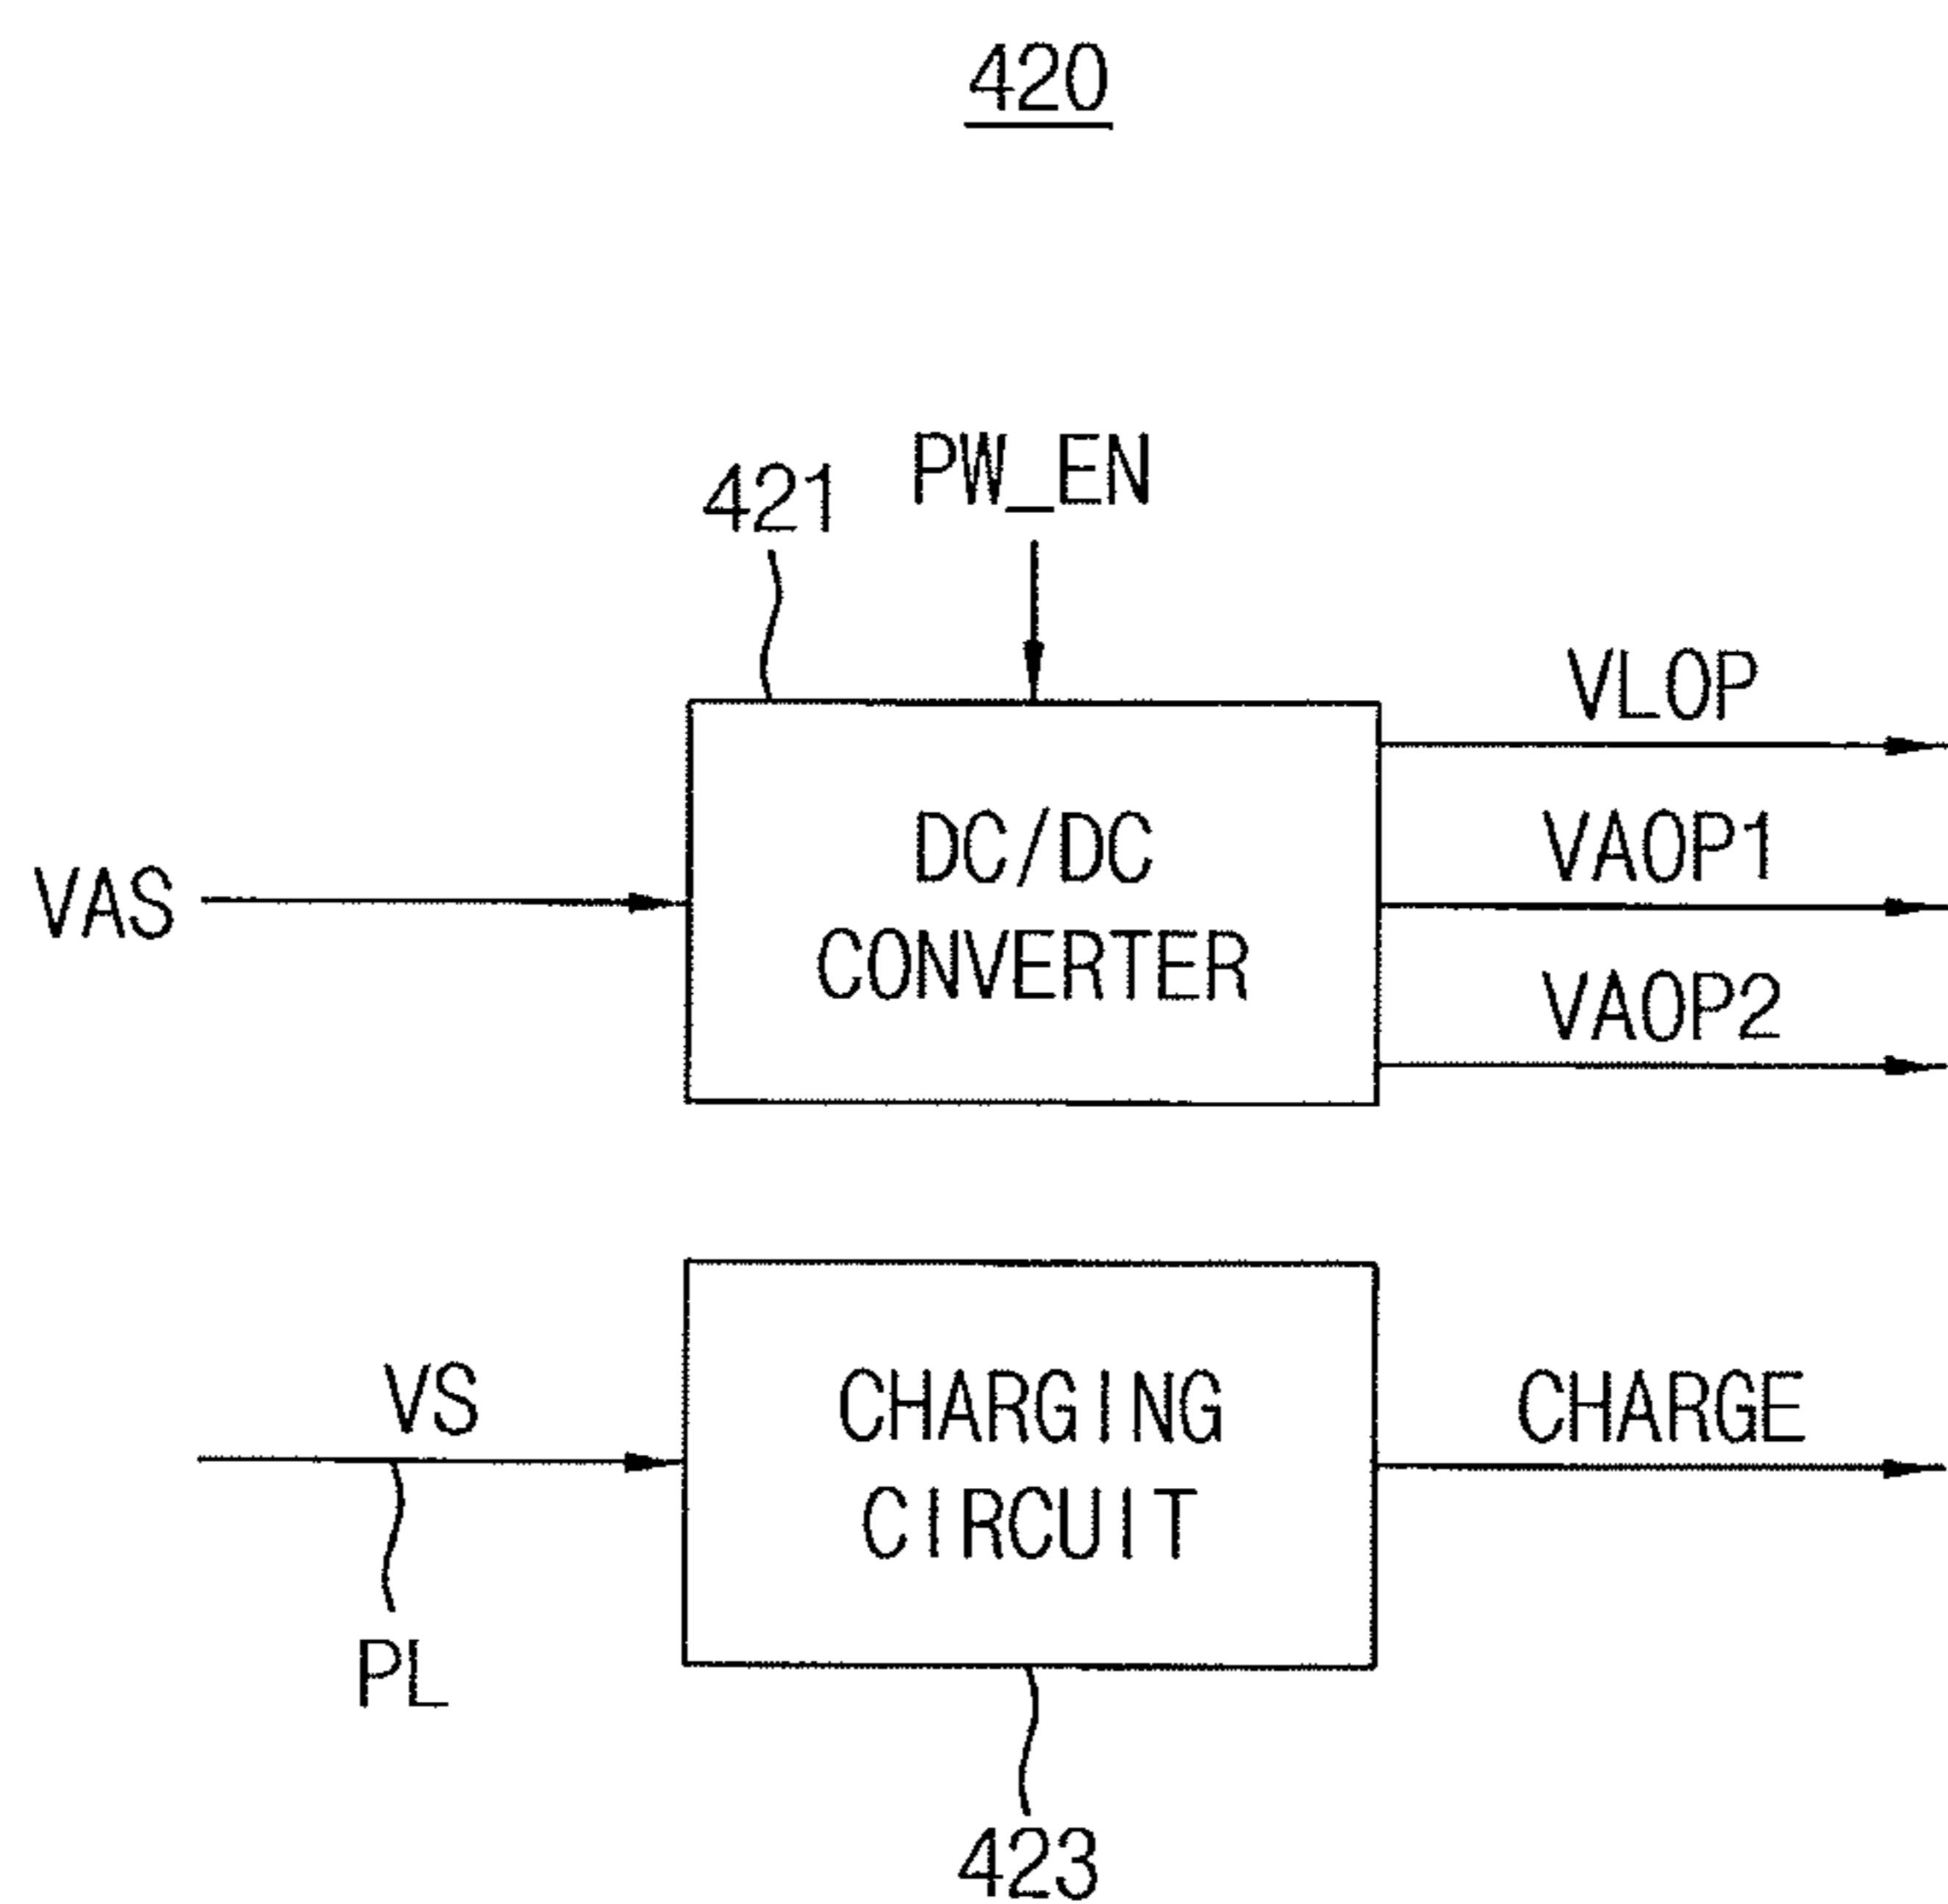 420
PW_EN
421
VLOP
DC/DC
CONVERTER
VAOP1
VAS
VAOP2
VS
CHARGING
CIRCUIT
CHARGE
PL
423